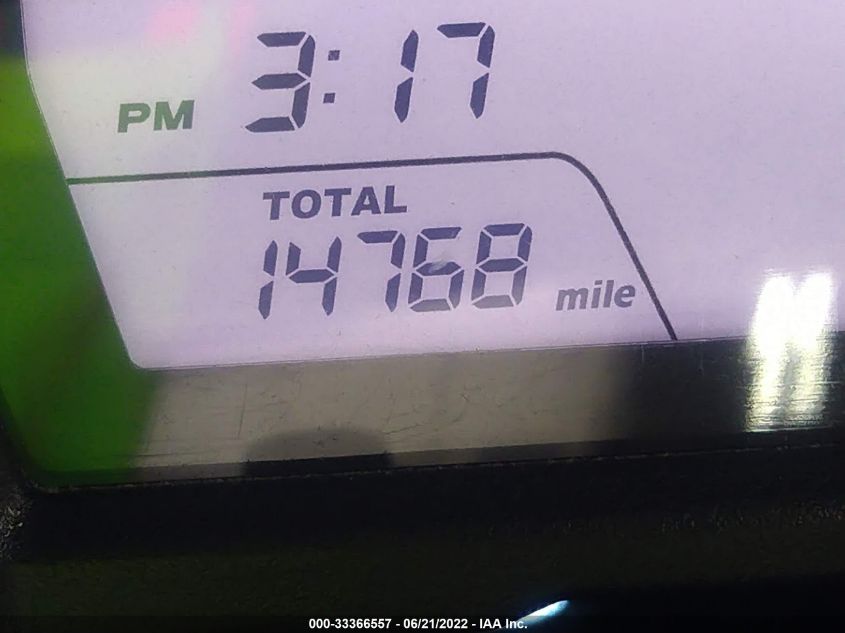 PM 3:17
TOTAL
14768 mile
000-33366557 - 06/21/2022 - IAA Inc.